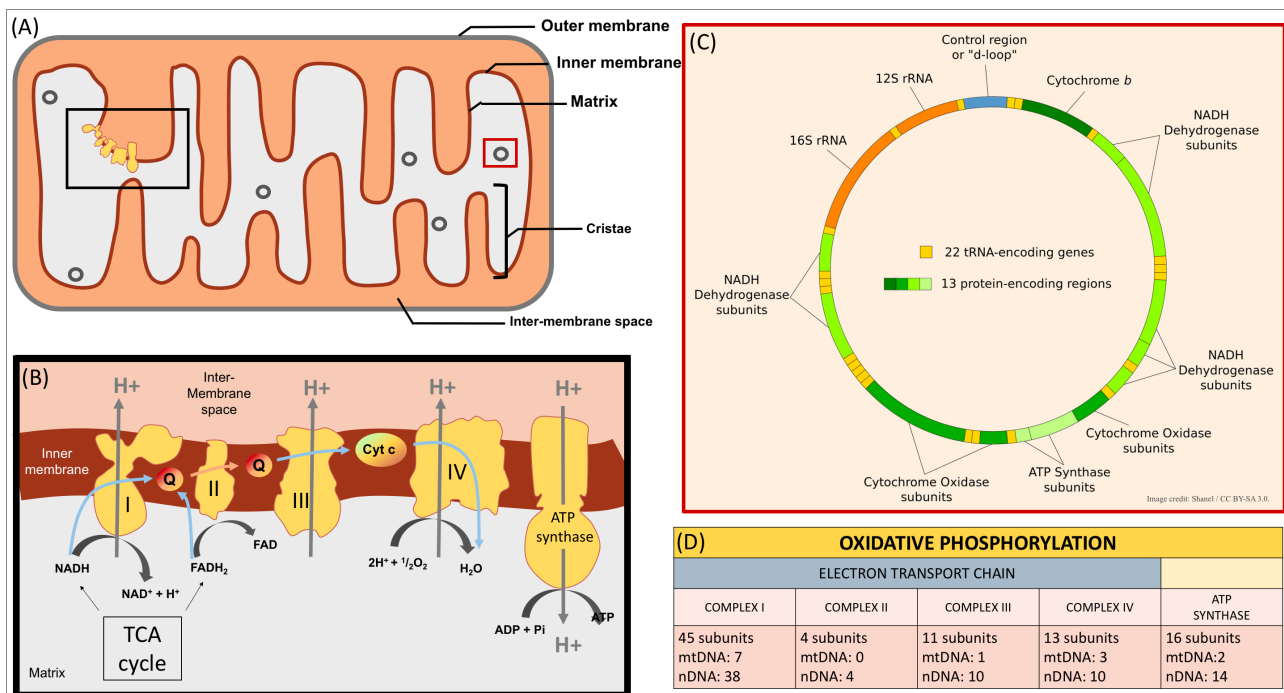 (A)
Outer membrane
Inner membrane
Matrix
Cristae
Inter-membrane space
(B)
H+
Inter-
Membrane
space
H+
H+
H+
Inner
membrane
Q
Q
Cyt c
I
II
III
IV
ATP
synthase
NADH
NAD⁺ + H⁺
FADH₂
FAD
2H⁺ + ¹/₂O₂
H₂O
ADP + Pi
ATP
H+
TCA
cycle
Matrix
(C)
Control region
or "d-loop"
12S rRNA
Cytochrome b
NADH
Dehydrogenase
subunits
16S rRNA
22 tRNA-encoding genes
13 protein-encoding regions
NADH
Dehydrogenase
subunits
NADH
Dehydrogenase
subunits
Cytochrome Oxidase
subunits
ATP Synthase
subunits
Cytochrome Oxidase
subunits
Image credit: Shanel / CC BY-SA 3.0.
(D)
OXIDATIVE PHOSPHORYLATION
ELECTRON TRANSPORT CHAIN
COMPLEX I
COMPLEX II
COMPLEX III
COMPLEX IV
ATP
SYNTHASE
45 subunits
mtDNA: 7
nDNA: 38
4 subunits
mtDNA: 0
nDNA: 4
11 subunits
mtDNA: 1
nDNA: 10
13 subunits
mtDNA: 3
nDNA: 10
16 subunits
mtDNA:2
nDNA: 14